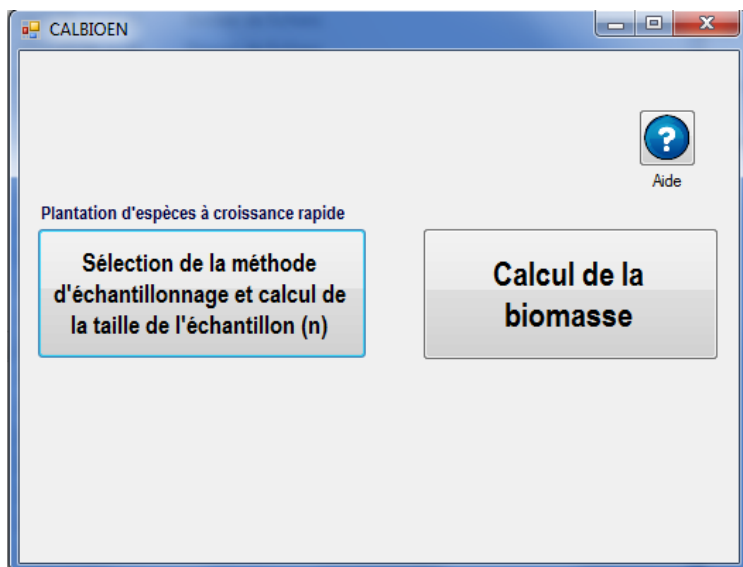 CALBIOEN
?
Aide
Plantation d'espèces à croissance rapide
Sélection de la méthode
d'échantillonnage et calcul de
la taille de l'échantillon (n)
Calcul de la
biomasse